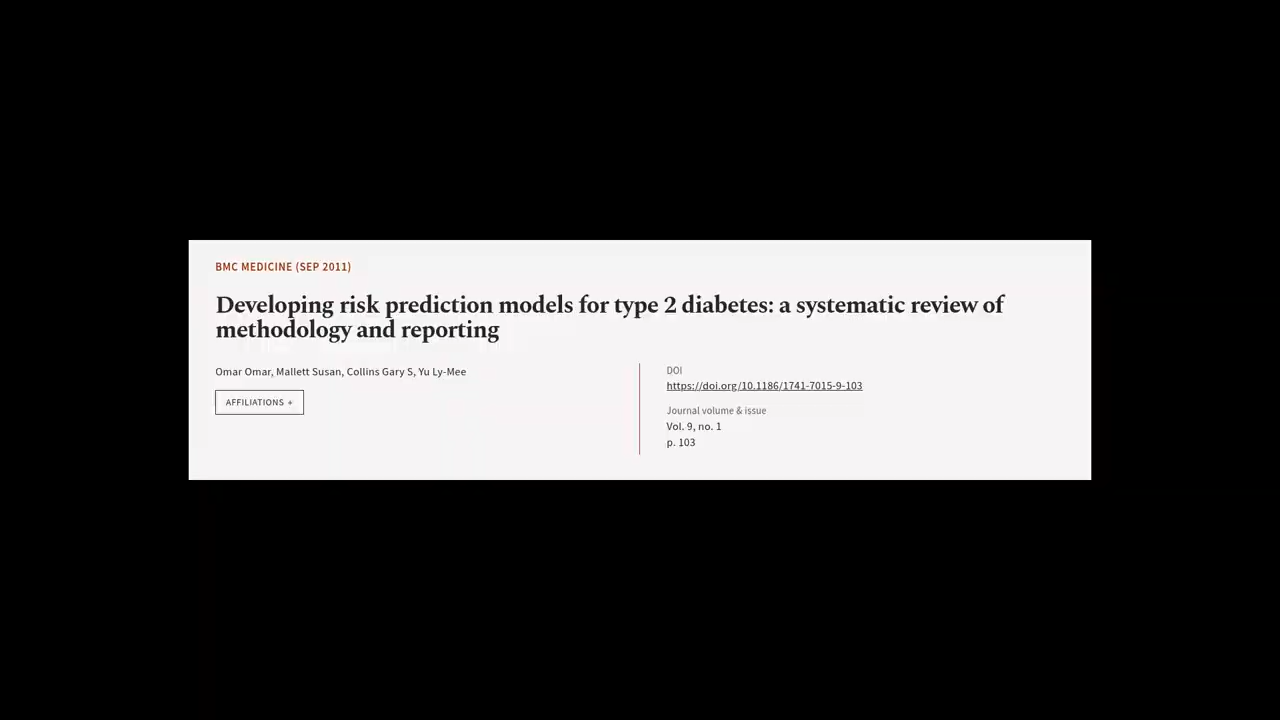 BMC MEDICINE (SEP 2011)
Developing risk prediction models for type 2 diabetes: a systematic review of
methodology and reporting
Omar Omar, Mallett Susan, Collins Gary S, Yu Ly-Mee
AFFILIATIONS +
DOI
https://doi.org/10.1186/1741-7015-9-103
Journal volume & issue
Vol. 9, no. 1
p. 103